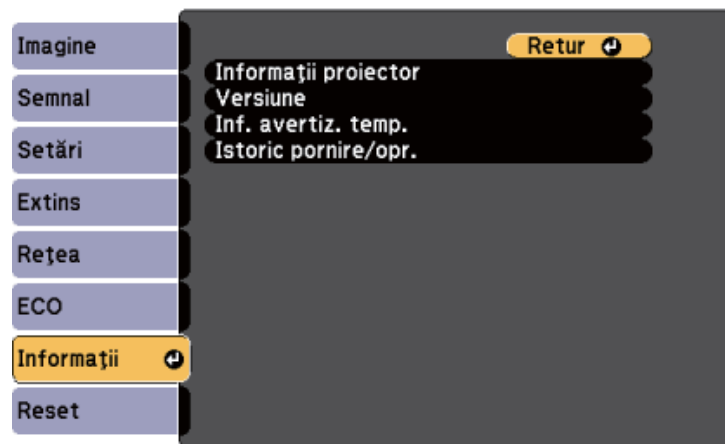 Imagine
Semnal
Setări
Extins
Reţea
ECO
Informaţii
Reset
Retur
Informaţii proiector
Versiune
Inf. avertiz. temp.
Istoric pornire/opr.